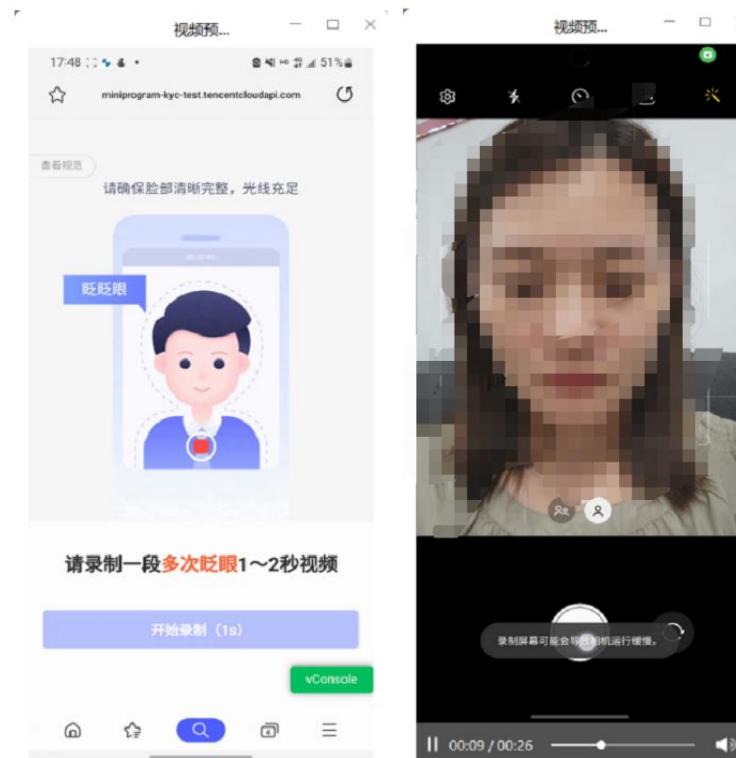 视频预...
17:48
51%
miniprogram-kyc-test.tencentcloudapi.com
查看规范
请确保脸部清晰完整，光线充足
眨眨眼
请录制一段多次眨眼1～2秒视频
开始录制（1s）
vConsole
视频预...
录制屏幕可能会导致相机运行缓慢。
00:09 / 00:26